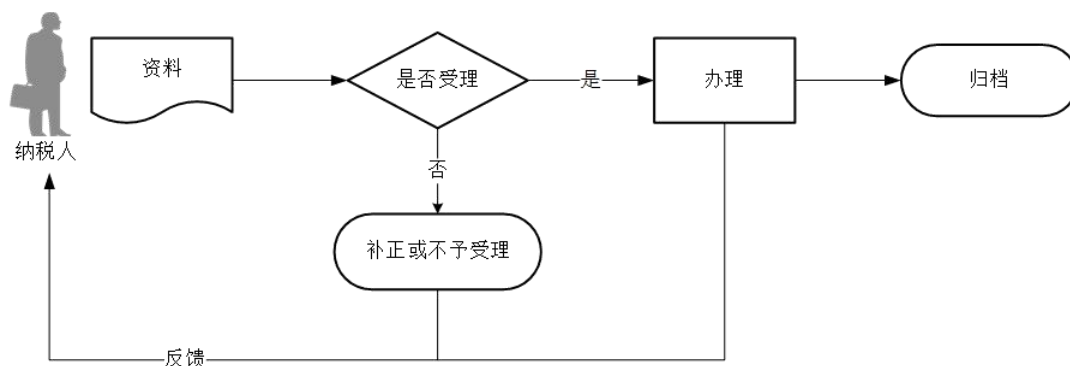 资料
是否受理
是
办理
归档
纳税人
否
补正或不予受理
反馈